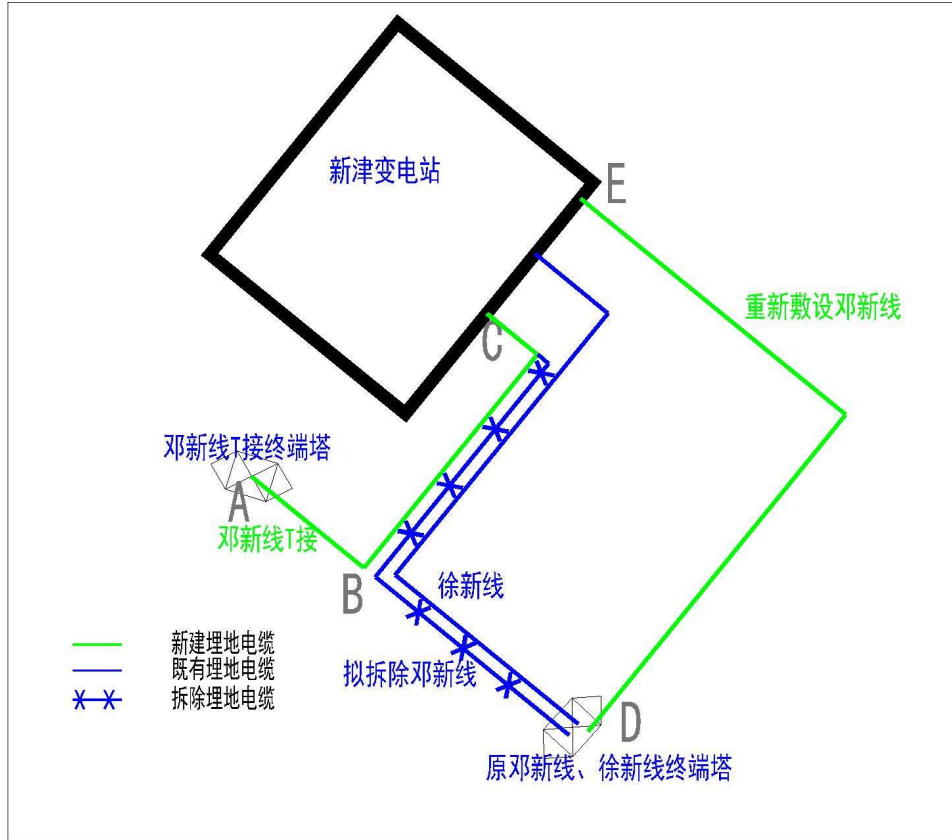 新津变电站
E
重新敷设邓新线
C
邓新线T接终端塔
A
邓新线T接
B
徐新线
新建埋地电缆
既有埋地电缆
拆除埋地电缆
拟拆除邓新线
D
原邓新线、徐新线终端塔